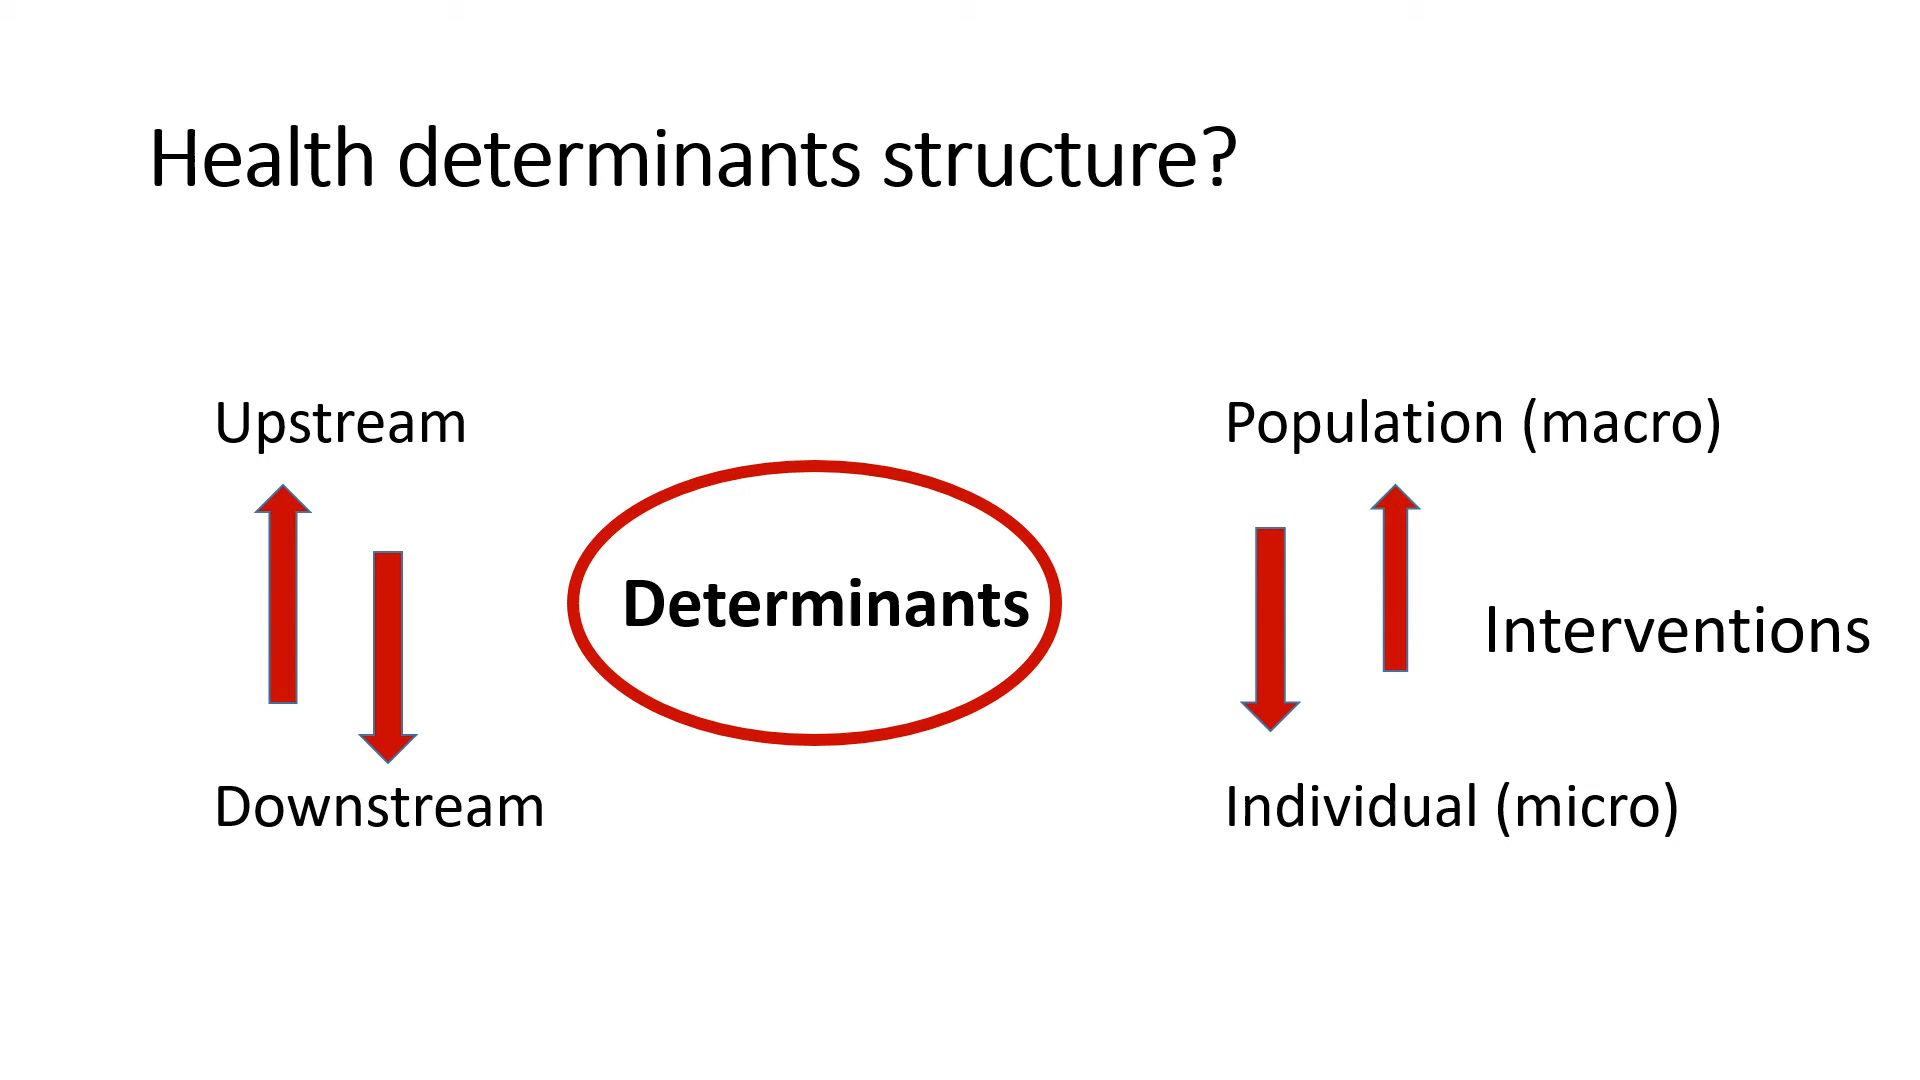 Health determinants structure?
Upstream
Population (macro)
Determinants
Interventions
Downstream
Individual (micro)